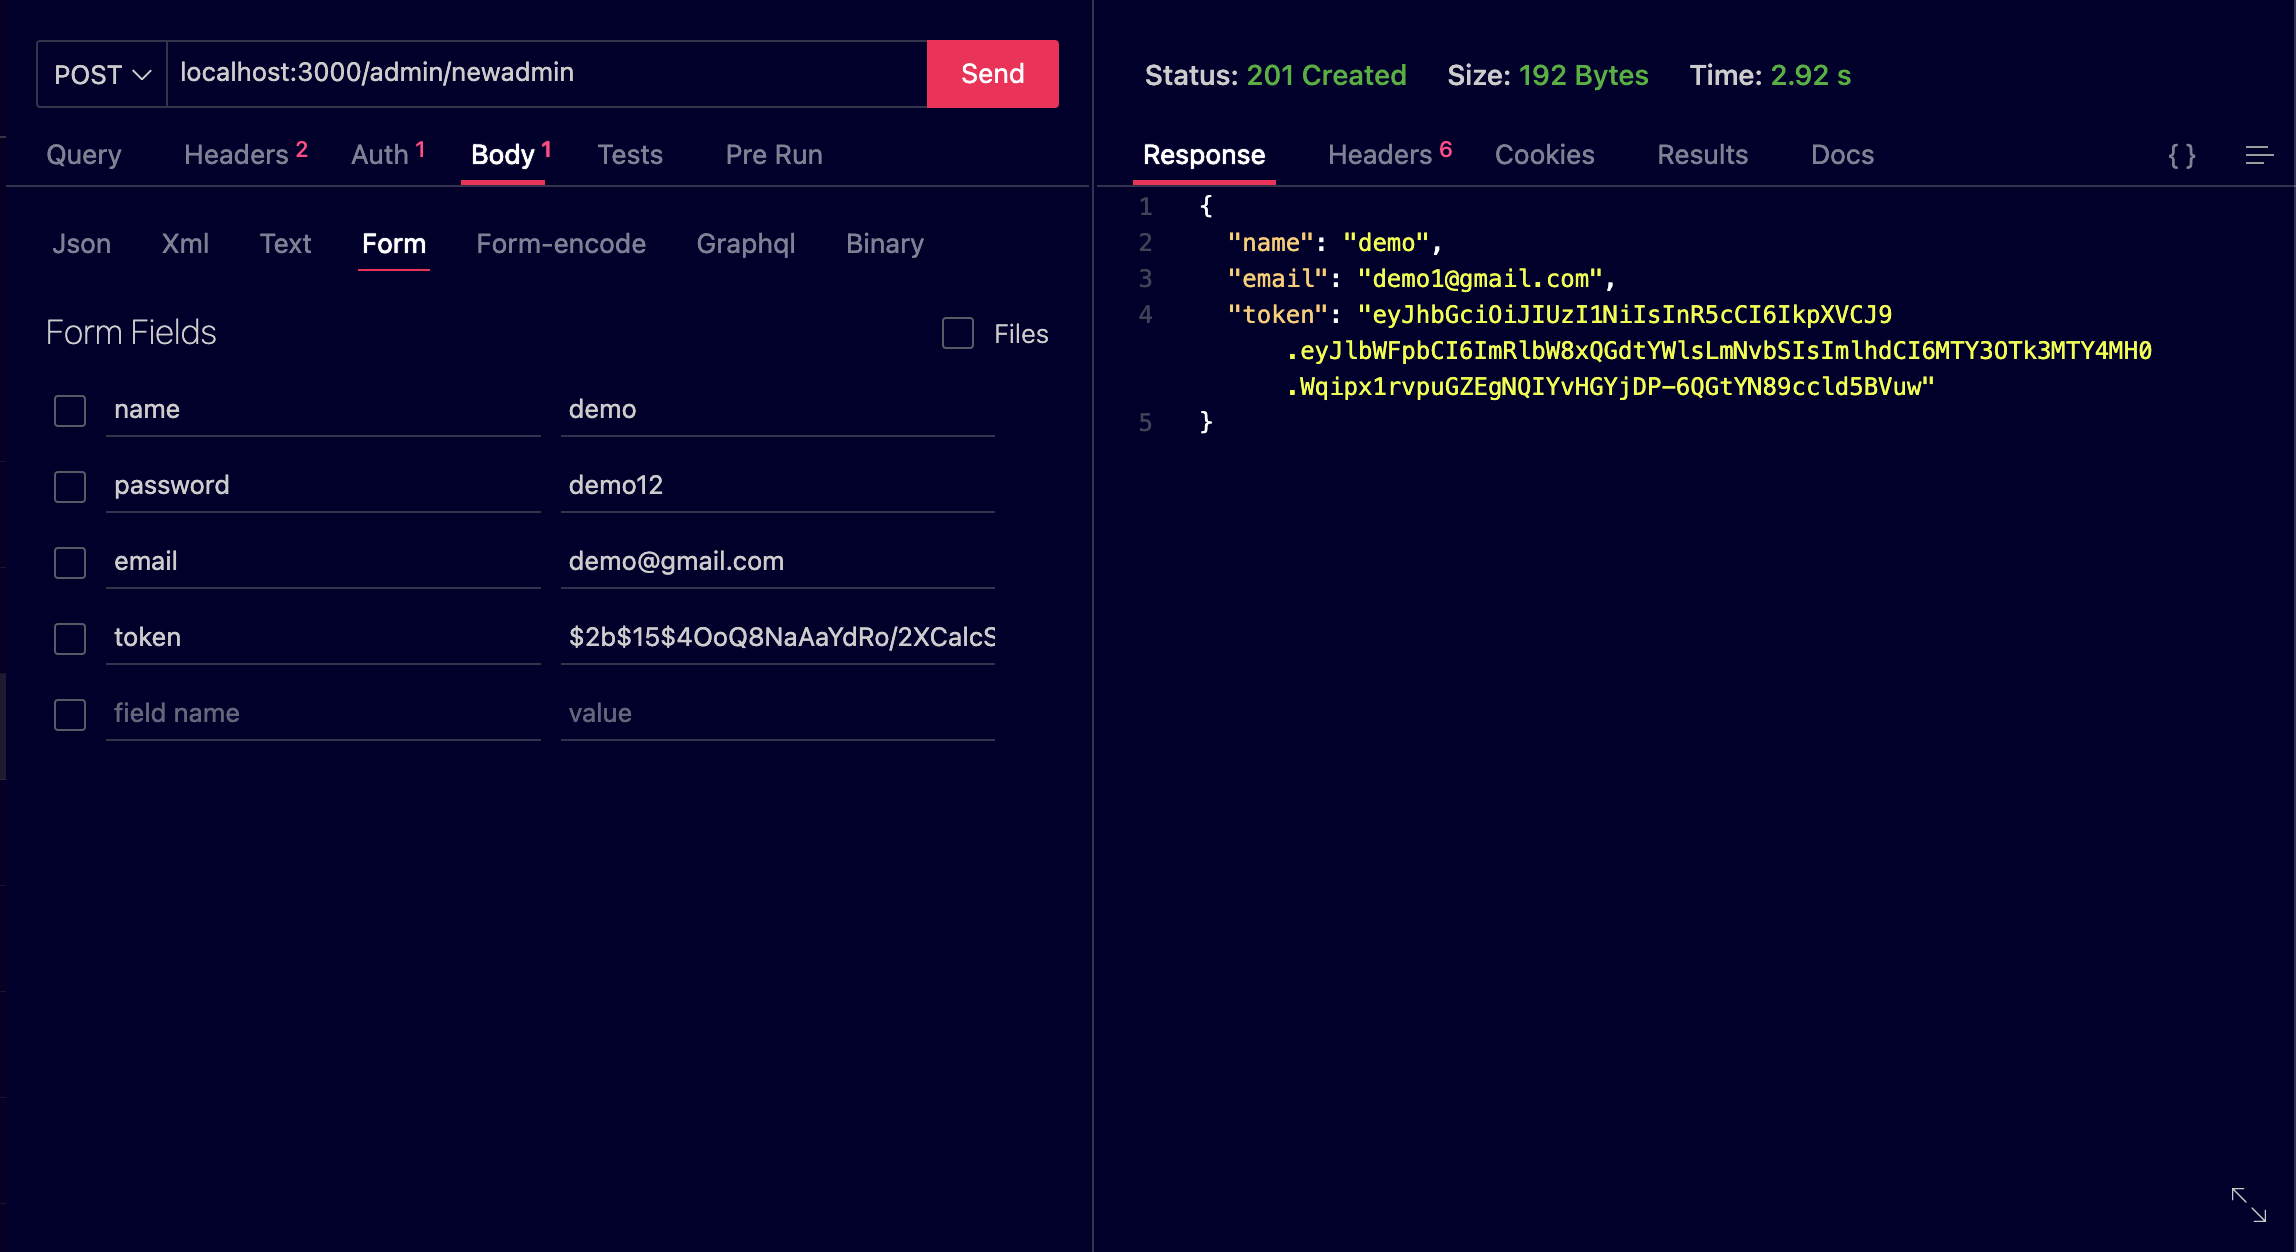 POST localhost:3000/admin/newadmin Send
Query Headers 2 Auth 1 Body 1 Tests Pre Run
Json Xml Text Form Form-encode Graphql Binary
Form Fields Files
name demo
password demo12
email demo@gmail.com
token $2b$15$4OoQ8NaAaYdRo/2XCalcS
field name value
Status: 201 Created Size: 192 Bytes Time: 2.92 s
Response Headers 6 Cookies Results Docs { }
1 {
2 "name": "demo",
3 "email": "demo1@gmail.com",
4 "token": "eyJhbGciOiJIUzI1NiIsInR5cCI6IkpXVCJ9
.eyJlbWFpbCI6ImRlbW8xQGdtYWlsLmNvbSIsImlhdCI6MTY3OTk3MTY4MH0
.Wqipx1rvpuGZEgNQIYvHGYjDP-6QGtYN89ccld5BVuw"
5 }